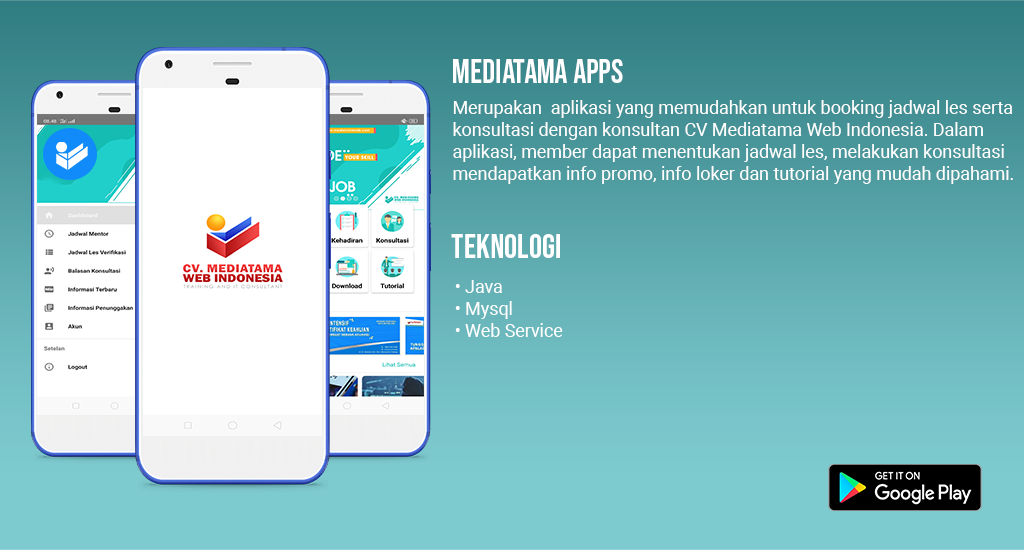 MEDIATAMA APPS
Merupakan aplikasi yang memudahkan untuk booking jadwal les serta
konsultasi dengan konsultan CV Mediatama Web Indonesia. Dalam
aplikasi, member dapat menentukan jadwal les, melakukan konsultasi
mendapatkan info promo, info loker dan tutorial yang mudah dipahami.
TEKNOLOGI
• Java
• Mysql
• Web Service
GET IT ON
Google Play
CV. MEDIATAMA
WEB INDONESIA
TRAINING AND IT CONSULTANT
Dashboard
Jadwal Mentor
Jadwal Les Verifikasi
Balasan Konsultasi
Informasi Terbaru
Informasi Penunggakan
Akun
Setelan
Logout
YOUR SKILL
JOB
CV. MEDIATAMA
WEB INDONESIA
Kehadiran
Konsultasi
Download
Tutorial
Lihat Semua